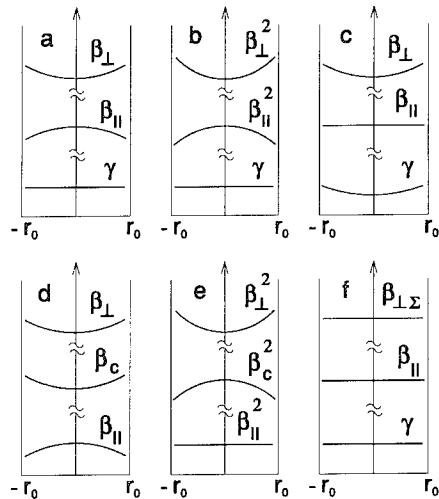 a
β⊥
β||
γ
- r₀ r₀
b
β⊥²
β||²
γ
- r₀ r₀
c
β⊥
β||
γ
- r₀ r₀
d
β⊥
βc
β||
- r₀ r₀
e
β⊥²
βc²
β||²
- r₀ r₀
f
β⊥Σ
β||
γ
- r₀ r₀